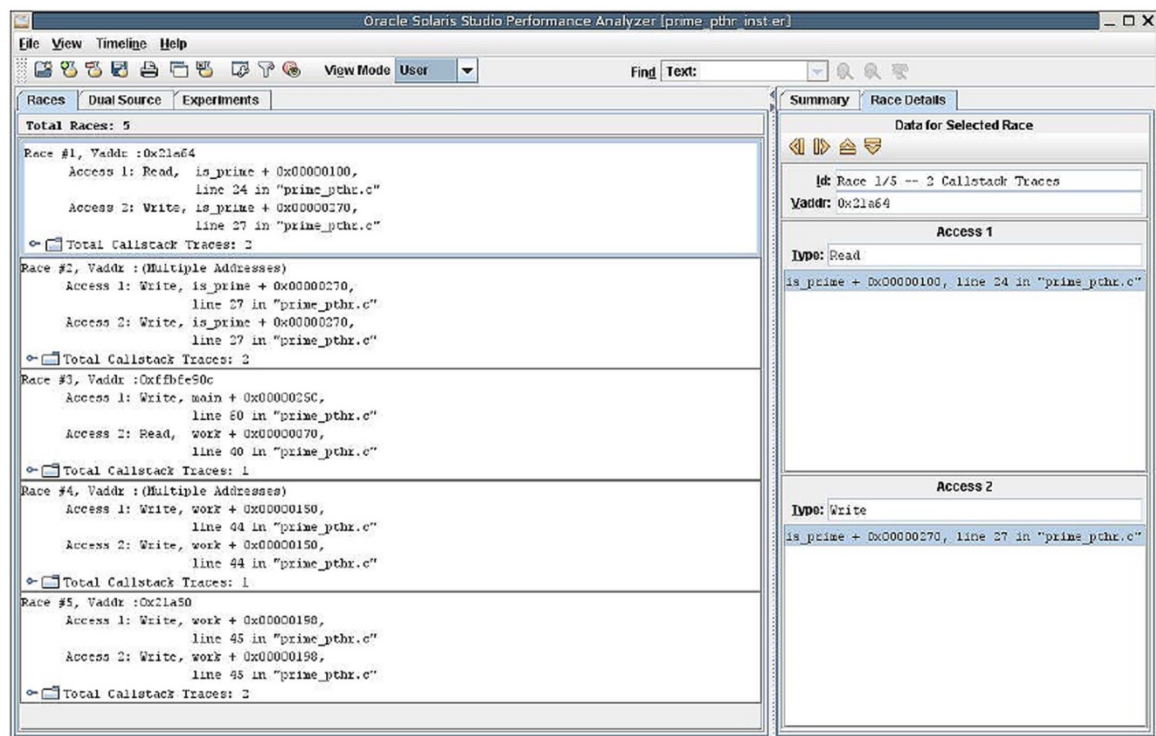 Oracle Solaris Studio Performance Analyzer [prime_pthr_inst.er]
File View Timeline Help
View Mode User Find Text:
Races Dual Source Experiments
Total Races: 5
Race #1, Vaddr :0x21a64
Access 1: Read, is_prime + 0x00000100,
line 24 in "prime_pthr.c"
Access 2: Write, is_prime + 0x00000270,
line 27 in "prime_pthr.c"
Total Callstack Traces: 2
Race #2, Vaddr :(Multiple Addresses)
Access 1: Write, is_prime + 0x00000270,
line 27 in "prime_pthr.c"
Access 2: Write, is_prime + 0x00000270,
line 27 in "prime_pthr.c"
Total Callstack Traces: 2
Race #3, Vaddr :0xffbfe90c
Access 1: Write, main + 0x0000025C,
line 60 in "prime_pthr.c"
Access 2: Read, work + 0x00000070,
line 40 in "prime_pthr.c"
Total Callstack Traces: 1
Race #4, Vaddr :(Multiple Addresses)
Access 1: Write, work + 0x00000150,
line 44 in "prime_pthr.c"
Access 2: Write, work + 0x00000150,
line 44 in "prime_pthr.c"
Total Callstack Traces: 1
Race #5, Vaddr :0x21a50
Access 1: Write, work + 0x00000198,
line 45 in "prime_pthr.c"
Access 2: Write, work + 0x00000198,
line 45 in "prime_pthr.c"
Total Callstack Traces: 2
Summary Race Details
Data for Selected Race
Id: Race 1/5 -- 2 Callstack Traces
Vaddr: 0x21a64
Access 1
Type: Read
is_prime + 0x00000100, line 24 in "prime_pthr.c"
Access 2
Type: Write
is_prime + 0x00000270, line 27 in "prime_pthr.c"